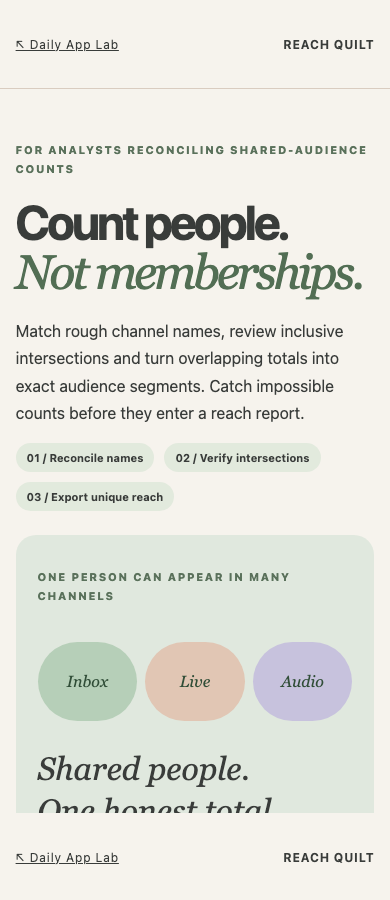 ↖ Daily App Lab
REACH QUILT
FOR ANALYSTS RECONCILING SHARED-AUDIENCE
COUNTS
Count people.
Not memberships.
Match rough channel names, review inclusive
intersections and turn overlapping totals into
exact audience segments. Catch impossible
counts before they enter a reach report.
01 / Reconcile names
02 / Verify intersections
03 / Export unique reach
ONE PERSON CAN APPEAR IN MANY
CHANNELS
Inbox
Live
Audio
Shared people.
One honest total
↖ Daily App Lab
REACH QUILT